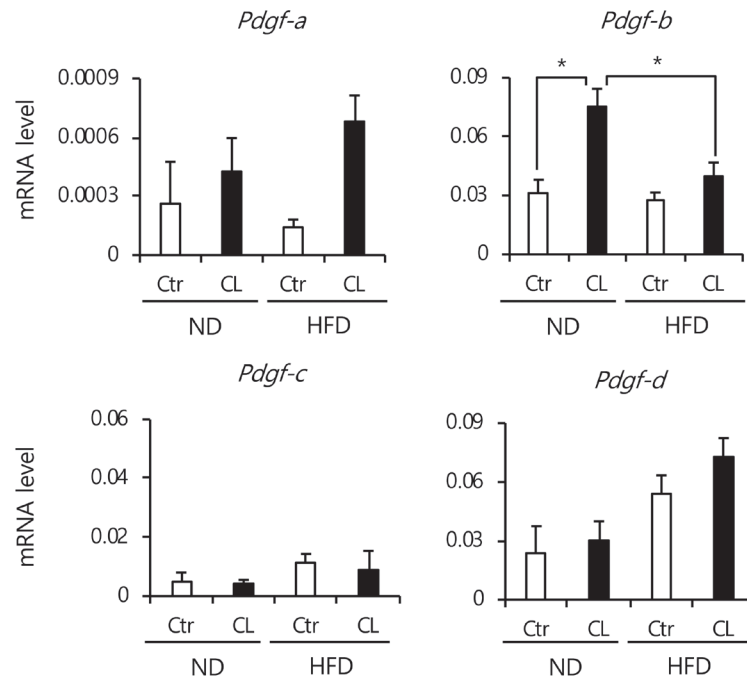 Pdgf-a
mRNA level
0.0009
0.0006
0.0003
0
Ctr CL Ctr CL
ND HFD
Pdgf-b
0.09
0.06
0.03
0
* *
Ctr CL Ctr CL
ND HFD
Pdgf-c
mRNA level
0.06
0.04
0.02
0
Ctr CL Ctr CL
ND HFD
Pdgf-d
0.09
0.06
0.03
0
Ctr CL Ctr CL
ND HFD